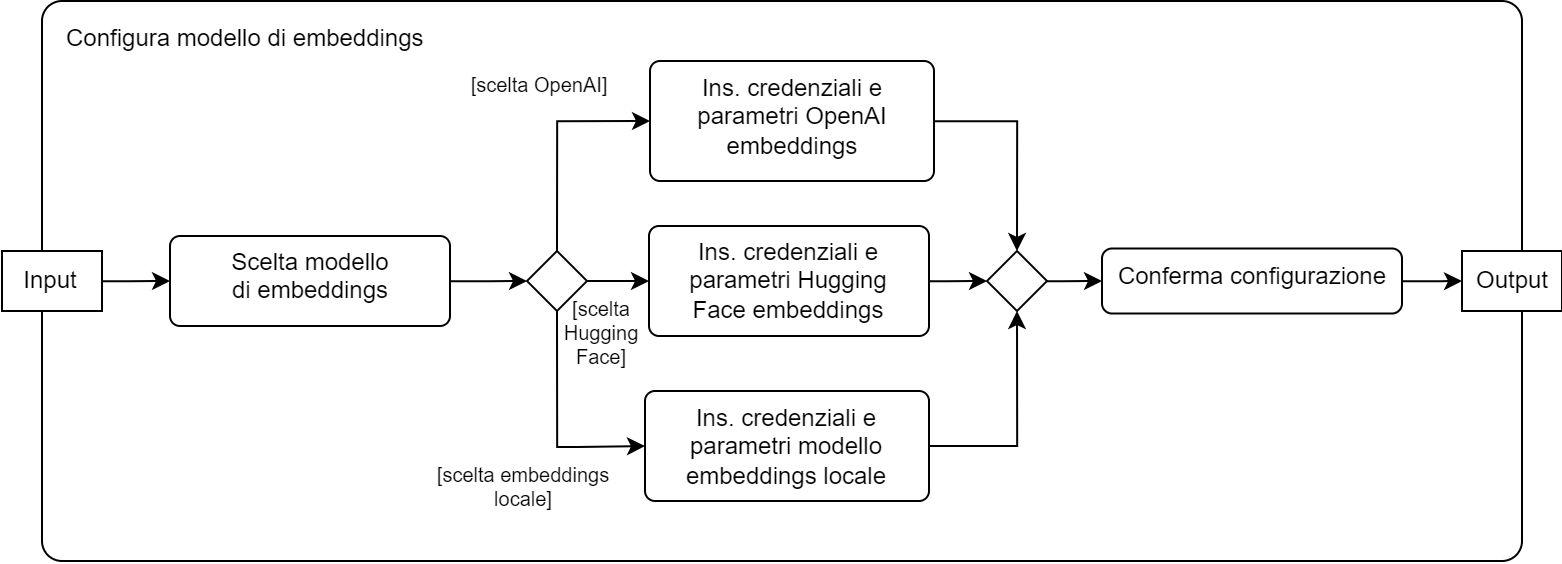 Configura modello di embeddings
[scelta OpenAI]
Ins. credenziali e
parametri OpenAI
embeddings
Input
Scelta modello
di embeddings
[scelta
Hugging
Face]
Ins. credenziali e
parametri Hugging
Face embeddings
Conferma configurazione
Output
[scelta embeddings
locale]
Ins. credenziali e
parametri modello
embeddings locale